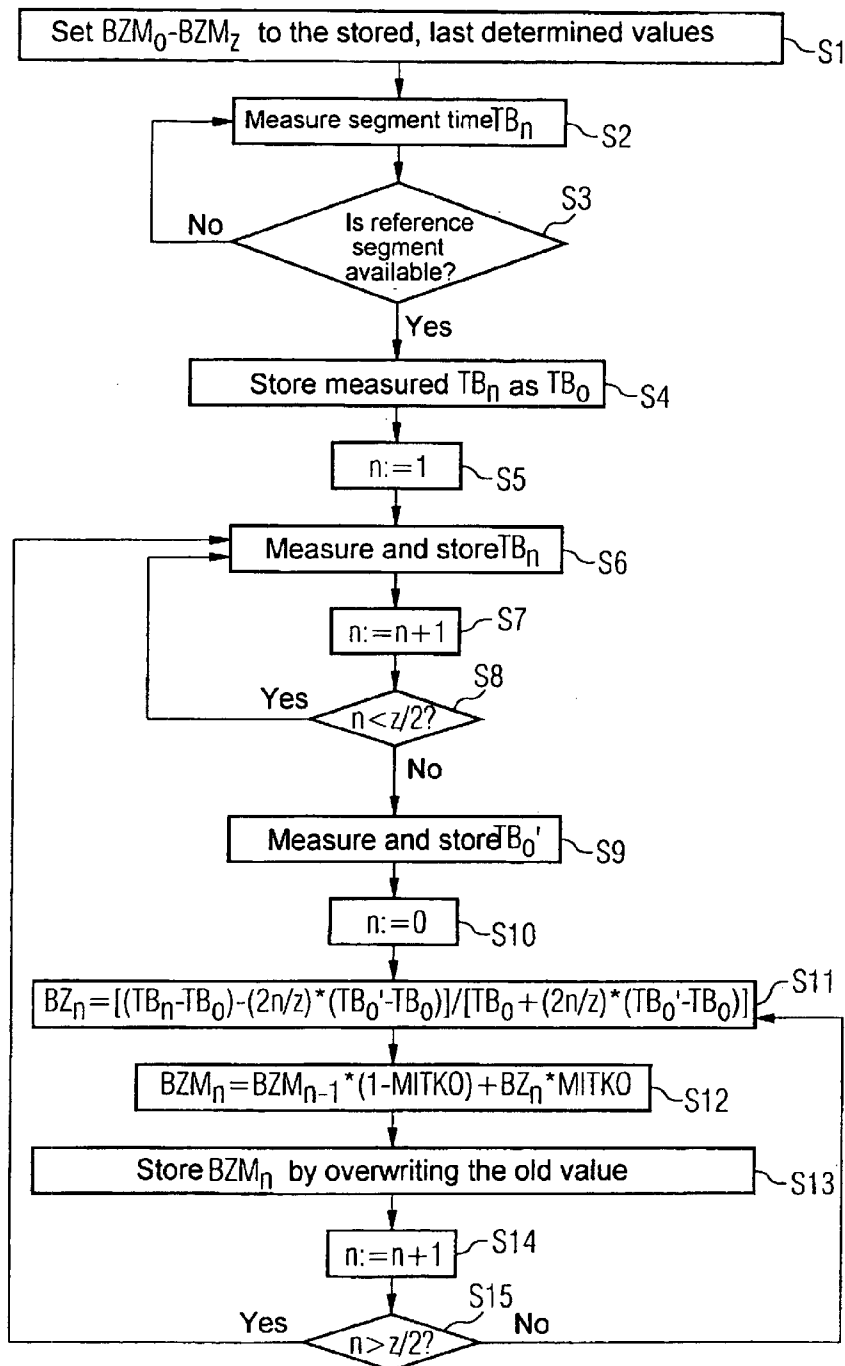 Set BZM₀-BZM_z to the stored, last determined values
S1
Measure segment time TBₙ
S2
S3
Is reference
segment
available?
No
Yes
Store measured TBₙ as TB₀
S4
n:=1
S5
Measure and store TBₙ
S6
n:=n+1
S7
S8
Yes
n<z/2?
No
Measure and store TB₀'
S9
n:=0
S10
BZₙ=[(TBₙ-TB₀)-(2n/z)*(TB₀'-TB₀)]/[TB₀+(2n/z)*(TB₀'-TB₀)]
S11
BZMₙ=BZMₙ₋₁*(1-MITKO)+BZₙ*MITKO
S12
Store BZMₙ by overwriting the old value
S13
n:=n+1
S14
S15
Yes
n>z/2?
No